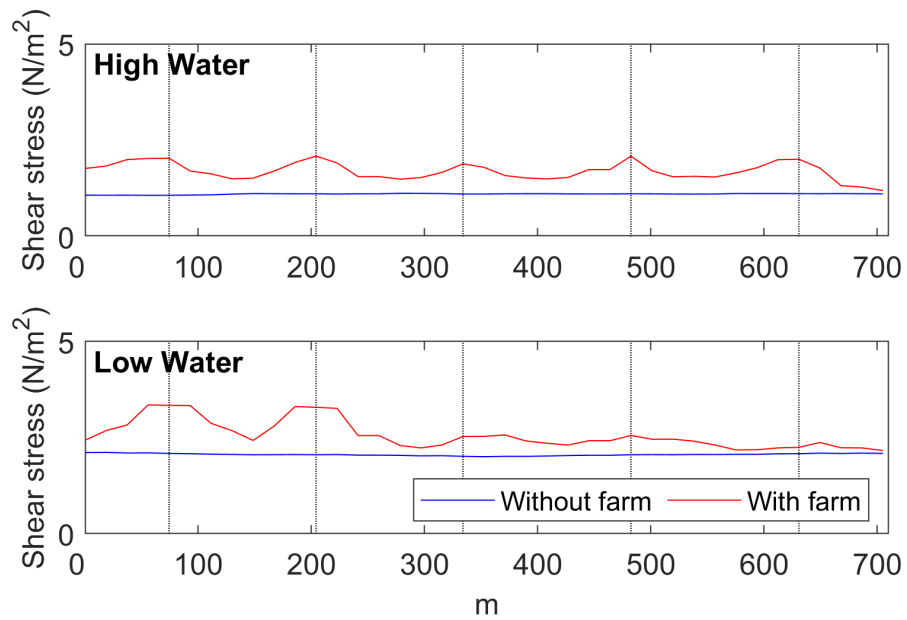 Shear stress (N/m²)
5
0
High Water
0 100 200 300 400 500 600 700
Shear stress (N/m²)
5
0
Low Water
Without farm With farm
0 100 200 300 400 500 600 700
m